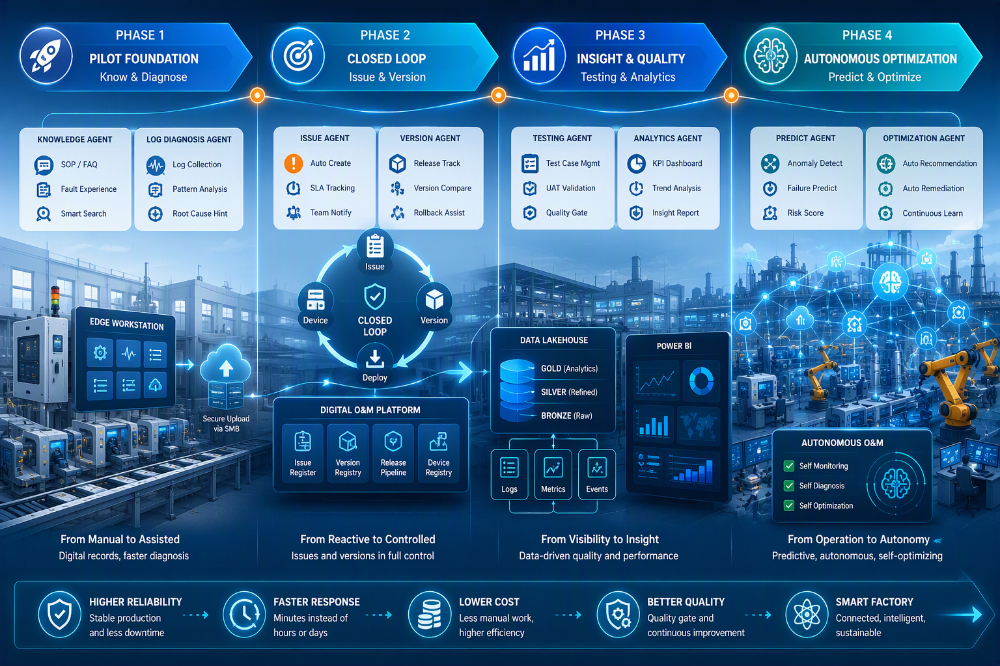 PHASE 1
PILOT FOUNDATION
Know & Diagnose
PHASE 2
CLOSED LOOP
Issue & Version
PHASE 3
INSIGHT & QUALITY
Testing & Analytics
PHASE 4
AUTONOMOUS OPTIMIZATION
Predict & Optimize
KNOWLEDGE AGENT
SOP / FAQ
Fault Experience
Smart Search
LOG DIAGNOSIS AGENT
Log Collection
Pattern Analysis
Root Cause Hint
ISSUE AGENT
Auto Create
SLA Tracking
Team Notify
VERSION AGENT
Release Track
Version Compare
Rollback Assist
TESTING AGENT
Test Case Mgmt
UAT Validation
Quality Gate
ANALYTICS AGENT
KPI Dashboard
Trend Analysis
Insight Report
PREDICT AGENT
Anomaly Detect
Failure Predict
Risk Score
OPTIMIZATION AGENT
Auto Recommendation
Auto Remediation
Continuous Learn
EDGE WORKSTATION
Secure Upload
via SMB
Issue
Device
Version
CLOSED
LOOP
Deploy
DIGITAL O&M PLATFORM
Issue
Register
Version
Registry
Release
Pipeline
Device
Registry
DATA LAKEHOUSE
GOLD (Analytics)
SILVER (Refined)
BRONZE (Raw)
Logs
Metrics
Events
POWER BI
AUTONOMOUS O&M
Self Monitoring
Self Diagnosis
Self Optimization
From Manual to Assisted
Digital records, faster diagnosis
From Reactive to Controlled
Issues and versions in full control
From Visibility to Insight
Data-driven quality and performance
From Operation to Autonomy
Predictive, autonomous, self-optimizing
HIGHER RELIABILITY
Stable production
and less downtime
FASTER RESPONSE
Minutes instead of
hours or days
LOWER COST
Less manual work,
higher efficiency
BETTER QUALITY
Quality gate and
continuous improvement
SMART FACTORY
Connected, intelligent,
sustainable